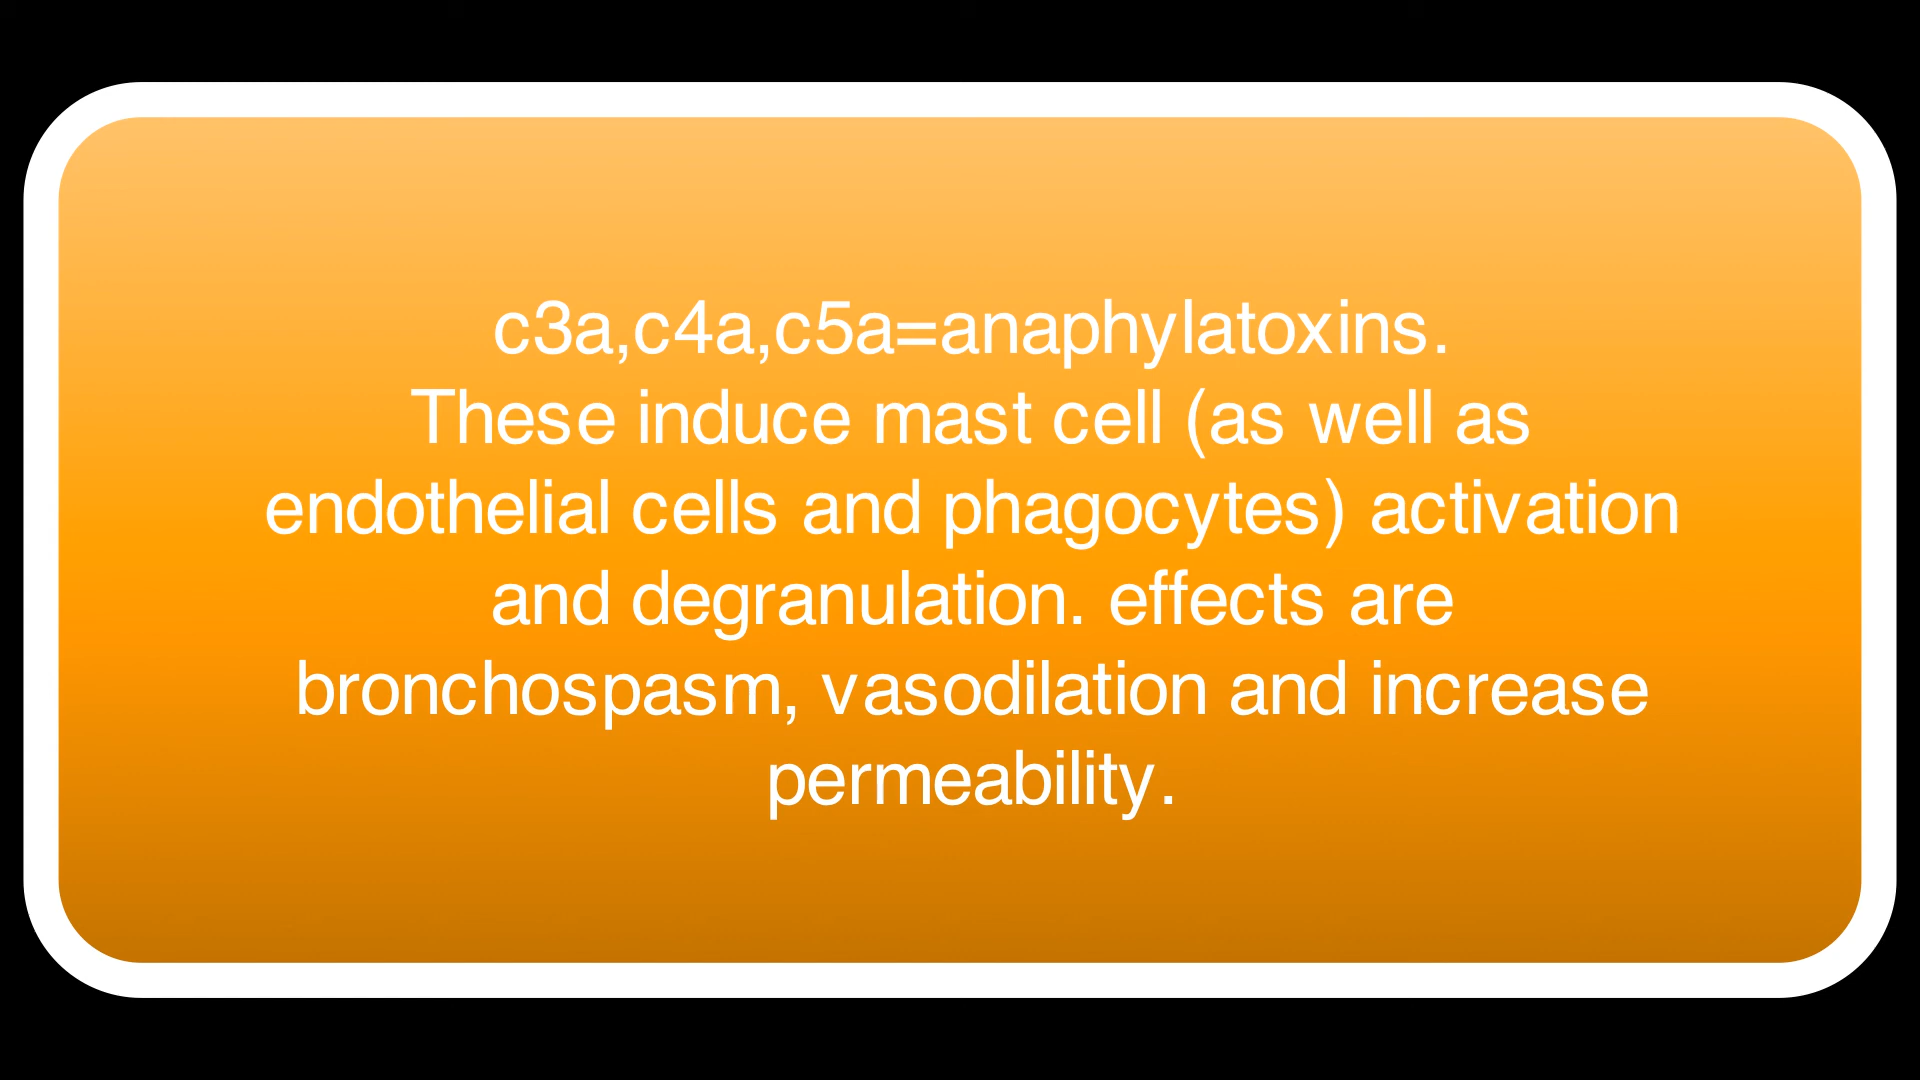 c3a,c4a,c5a=anaphylatoxins.
These induce mast cell (as well as
endothelial cells and phagocytes) activation
and degranulation. effects are
bronchospasm, vasodilation and increase
permeability.